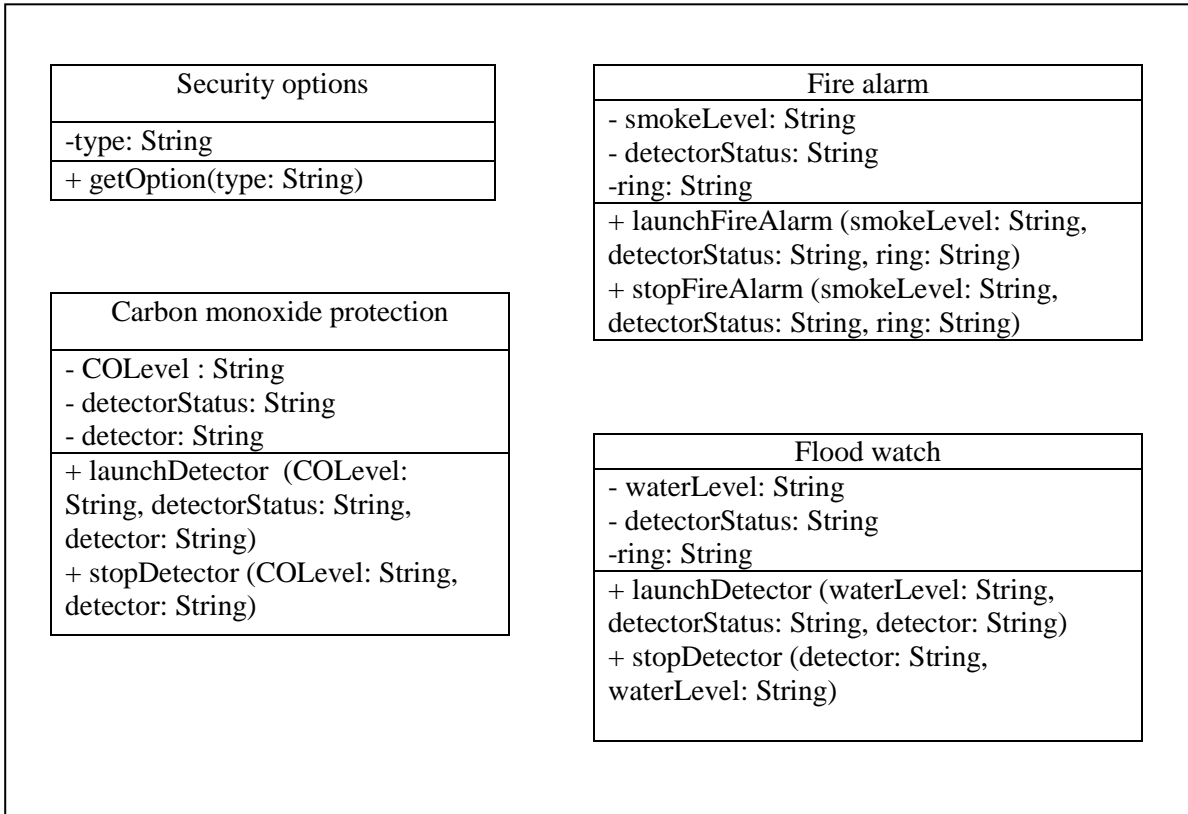 Security options
-type: String
+ getOption(type: String)
Carbon monoxide protection
- COLevel : String
- detectorStatus: String
- detector: String
+ launchDetector  (COLevel:
String, detectorStatus: String,
detector: String)
+ stopDetector (COLevel: String,
detector: String)
Fire alarm
- smokeLevel: String
- detectorStatus: String
-ring: String
+ launchFireAlarm (smokeLevel: String,
detectorStatus: String, ring: String)
+ stopFireAlarm (smokeLevel: String,
detectorStatus: String, ring: String)
Flood watch
- waterLevel: String
- detectorStatus: String
-ring: String
+ launchDetector (waterLevel: String,
detectorStatus: String, detector: String)
+ stopDetector (detector: String,
waterLevel: String)